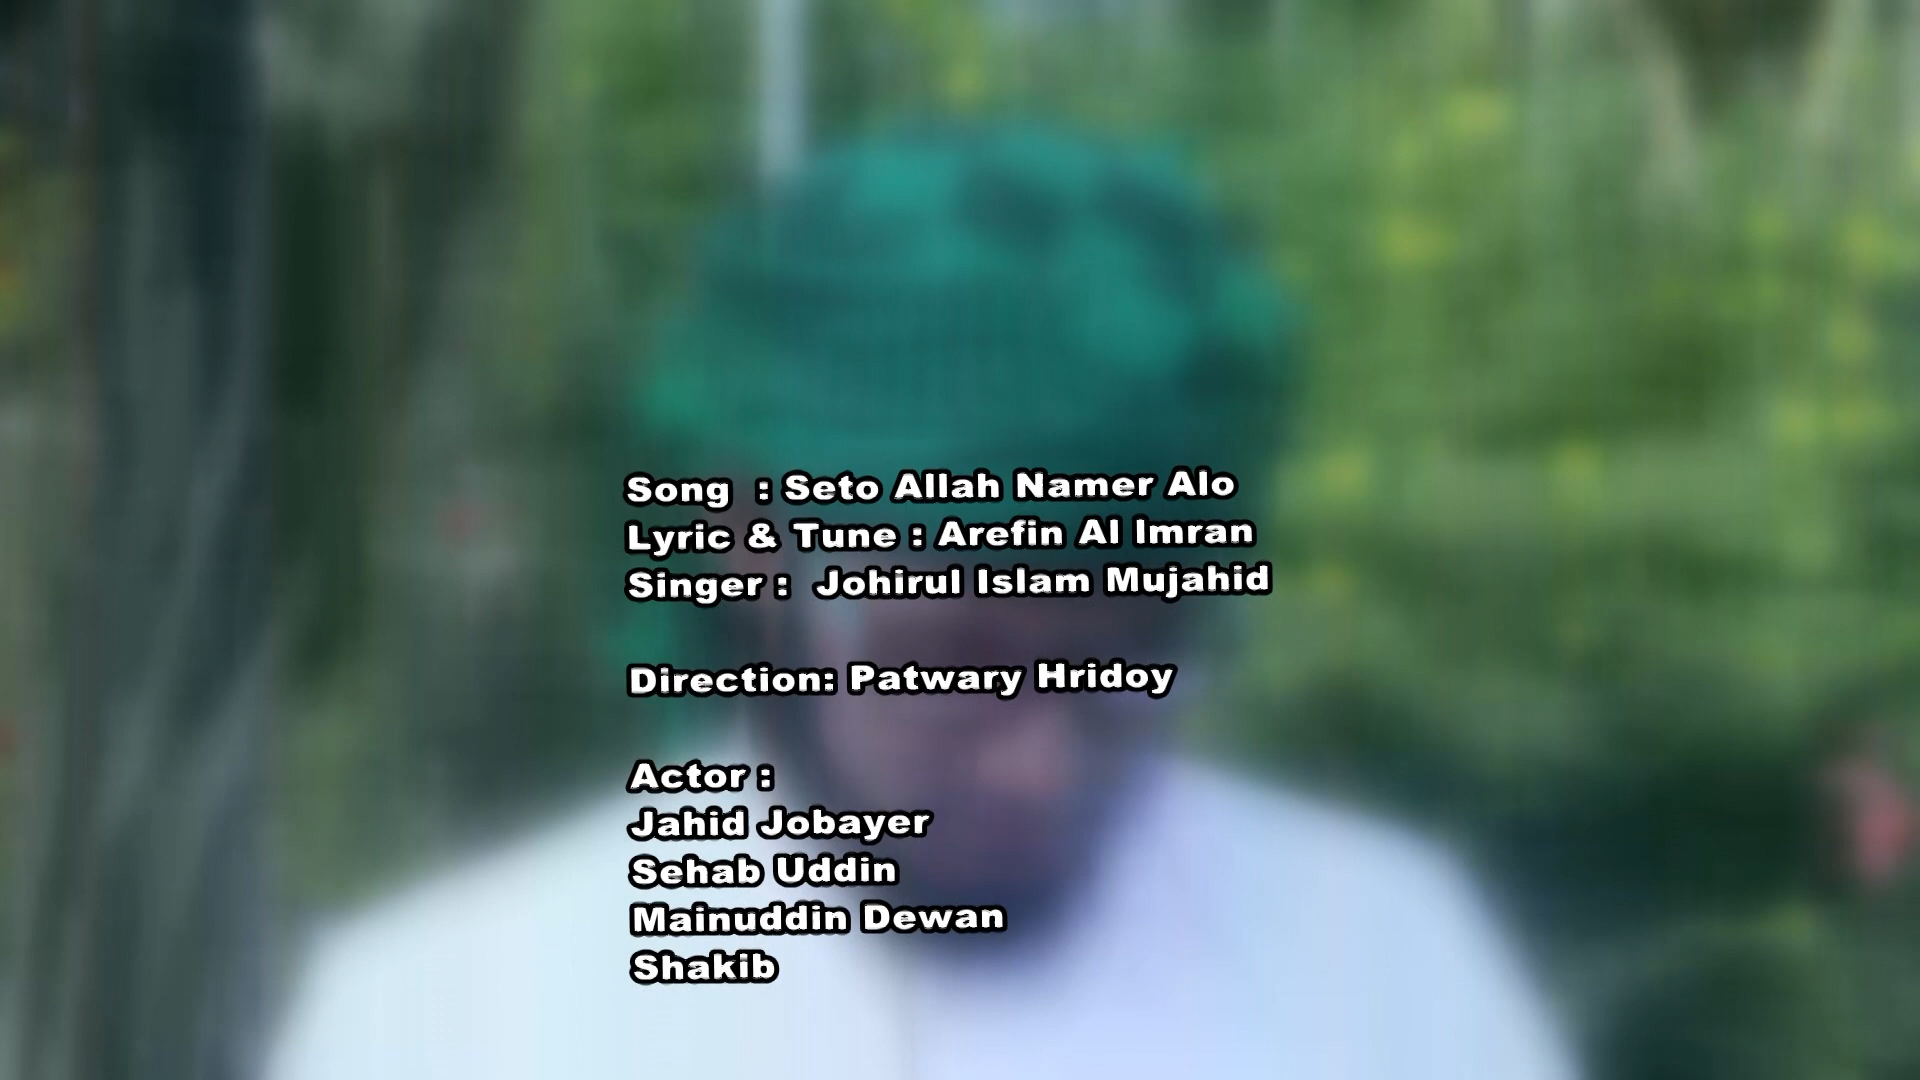 Song : Seto Allah Namer Alo
Lyric & Tune : Arefin Al Imran
Singer : Johirul Islam Mujahid
Direction: Patwary Hridoy
Actor :
Jahid Jobayer
Sehab Uddin
Mainuddin Dewan
Shakib